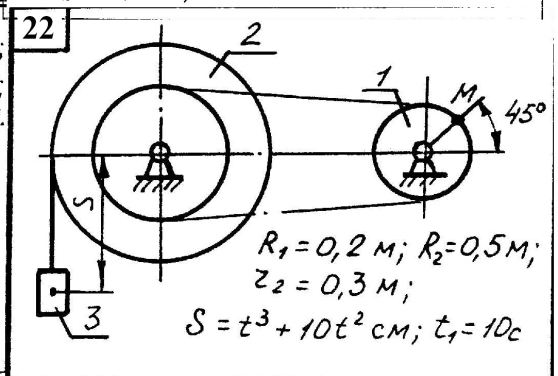 22
2
1
M
45°
S
3
R₁ = 0,2 м; R₂ = 0,5 м;
r₂ = 0,3 м;
S = t³ + 10t² см; t₁ = 10с